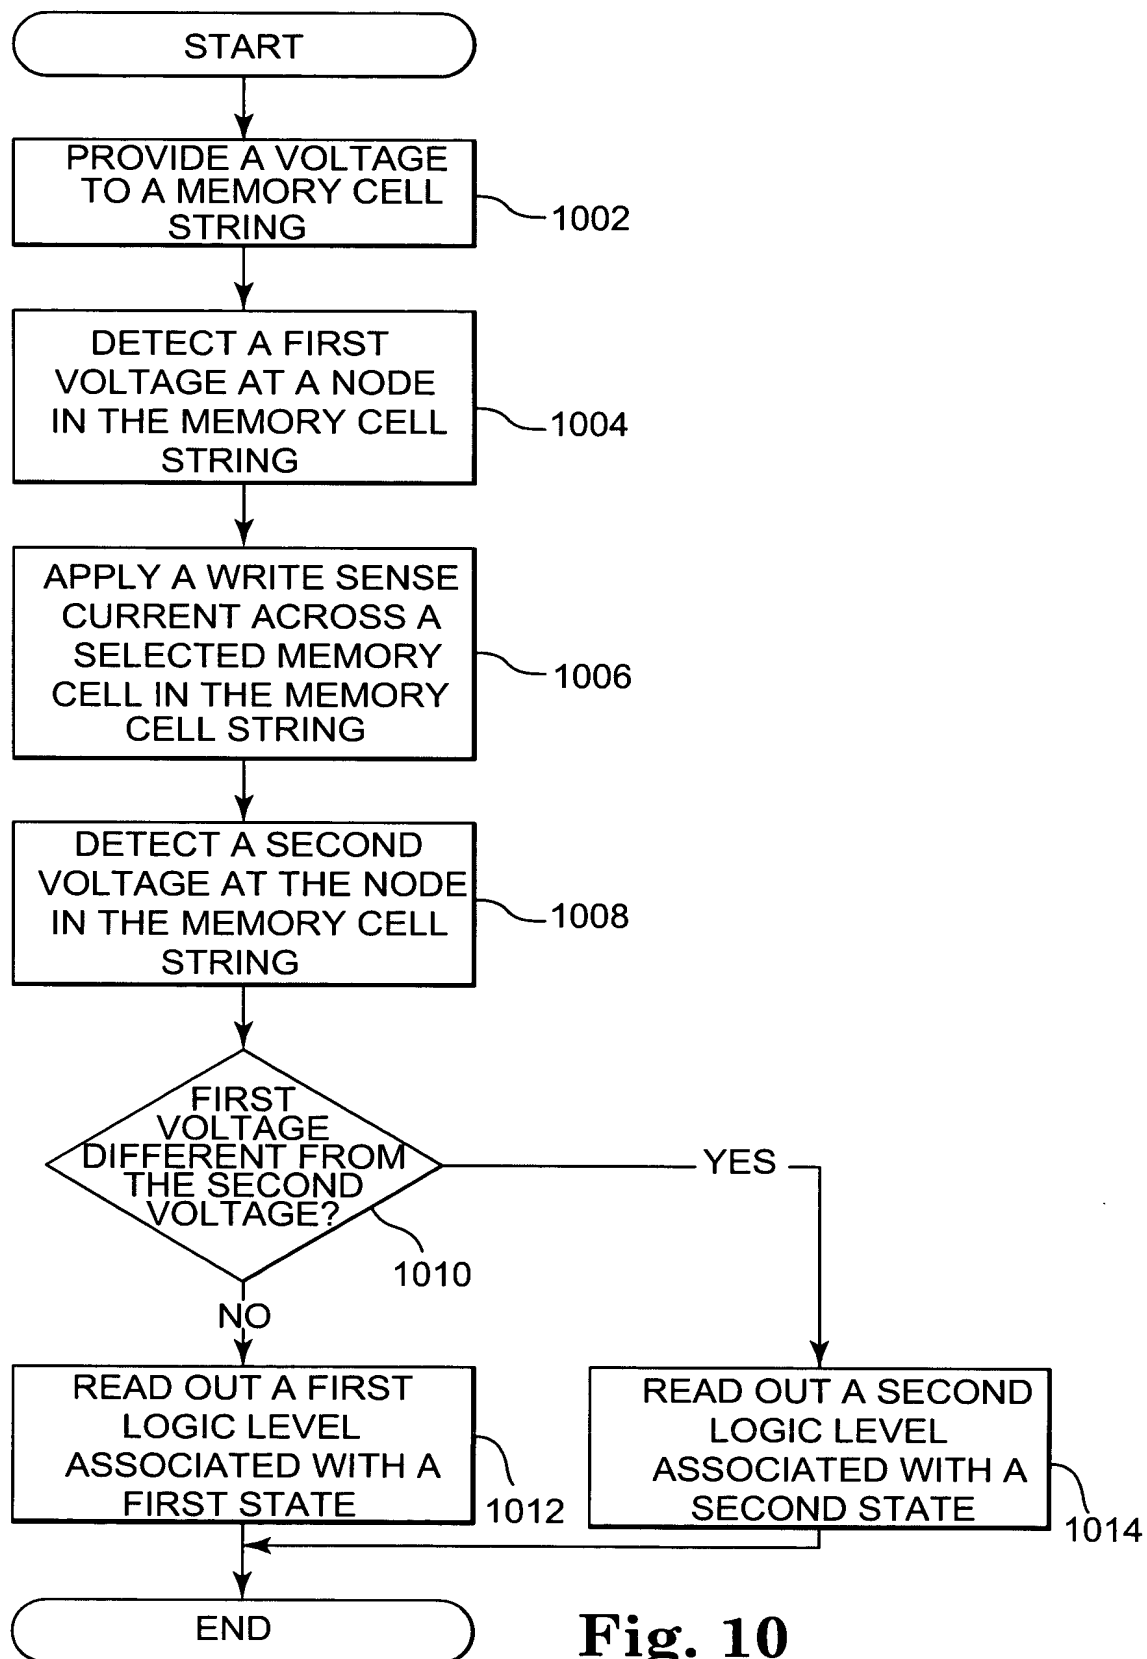 START
PROVIDE A VOLTAGE
TO A MEMORY CELL
STRING
1002
DETECT A FIRST
VOLTAGE AT A NODE
IN THE MEMORY CELL
STRING
1004
APPLY A WRITE SENSE
CURRENT ACROSS A
SELECTED MEMORY
CELL IN THE MEMORY
CELL STRING
1006
DETECT A SECOND
VOLTAGE AT THE NODE
IN THE MEMORY CELL
STRING
1008
FIRST
VOLTAGE
DIFFERENT FROM
THE SECOND
VOLTAGE?
YES
1010
NO
READ OUT A FIRST
LOGIC LEVEL
ASSOCIATED WITH A
FIRST STATE
1012
READ OUT A SECOND
LOGIC LEVEL
ASSOCIATED WITH A
SECOND STATE
1014
END
Fig. 10